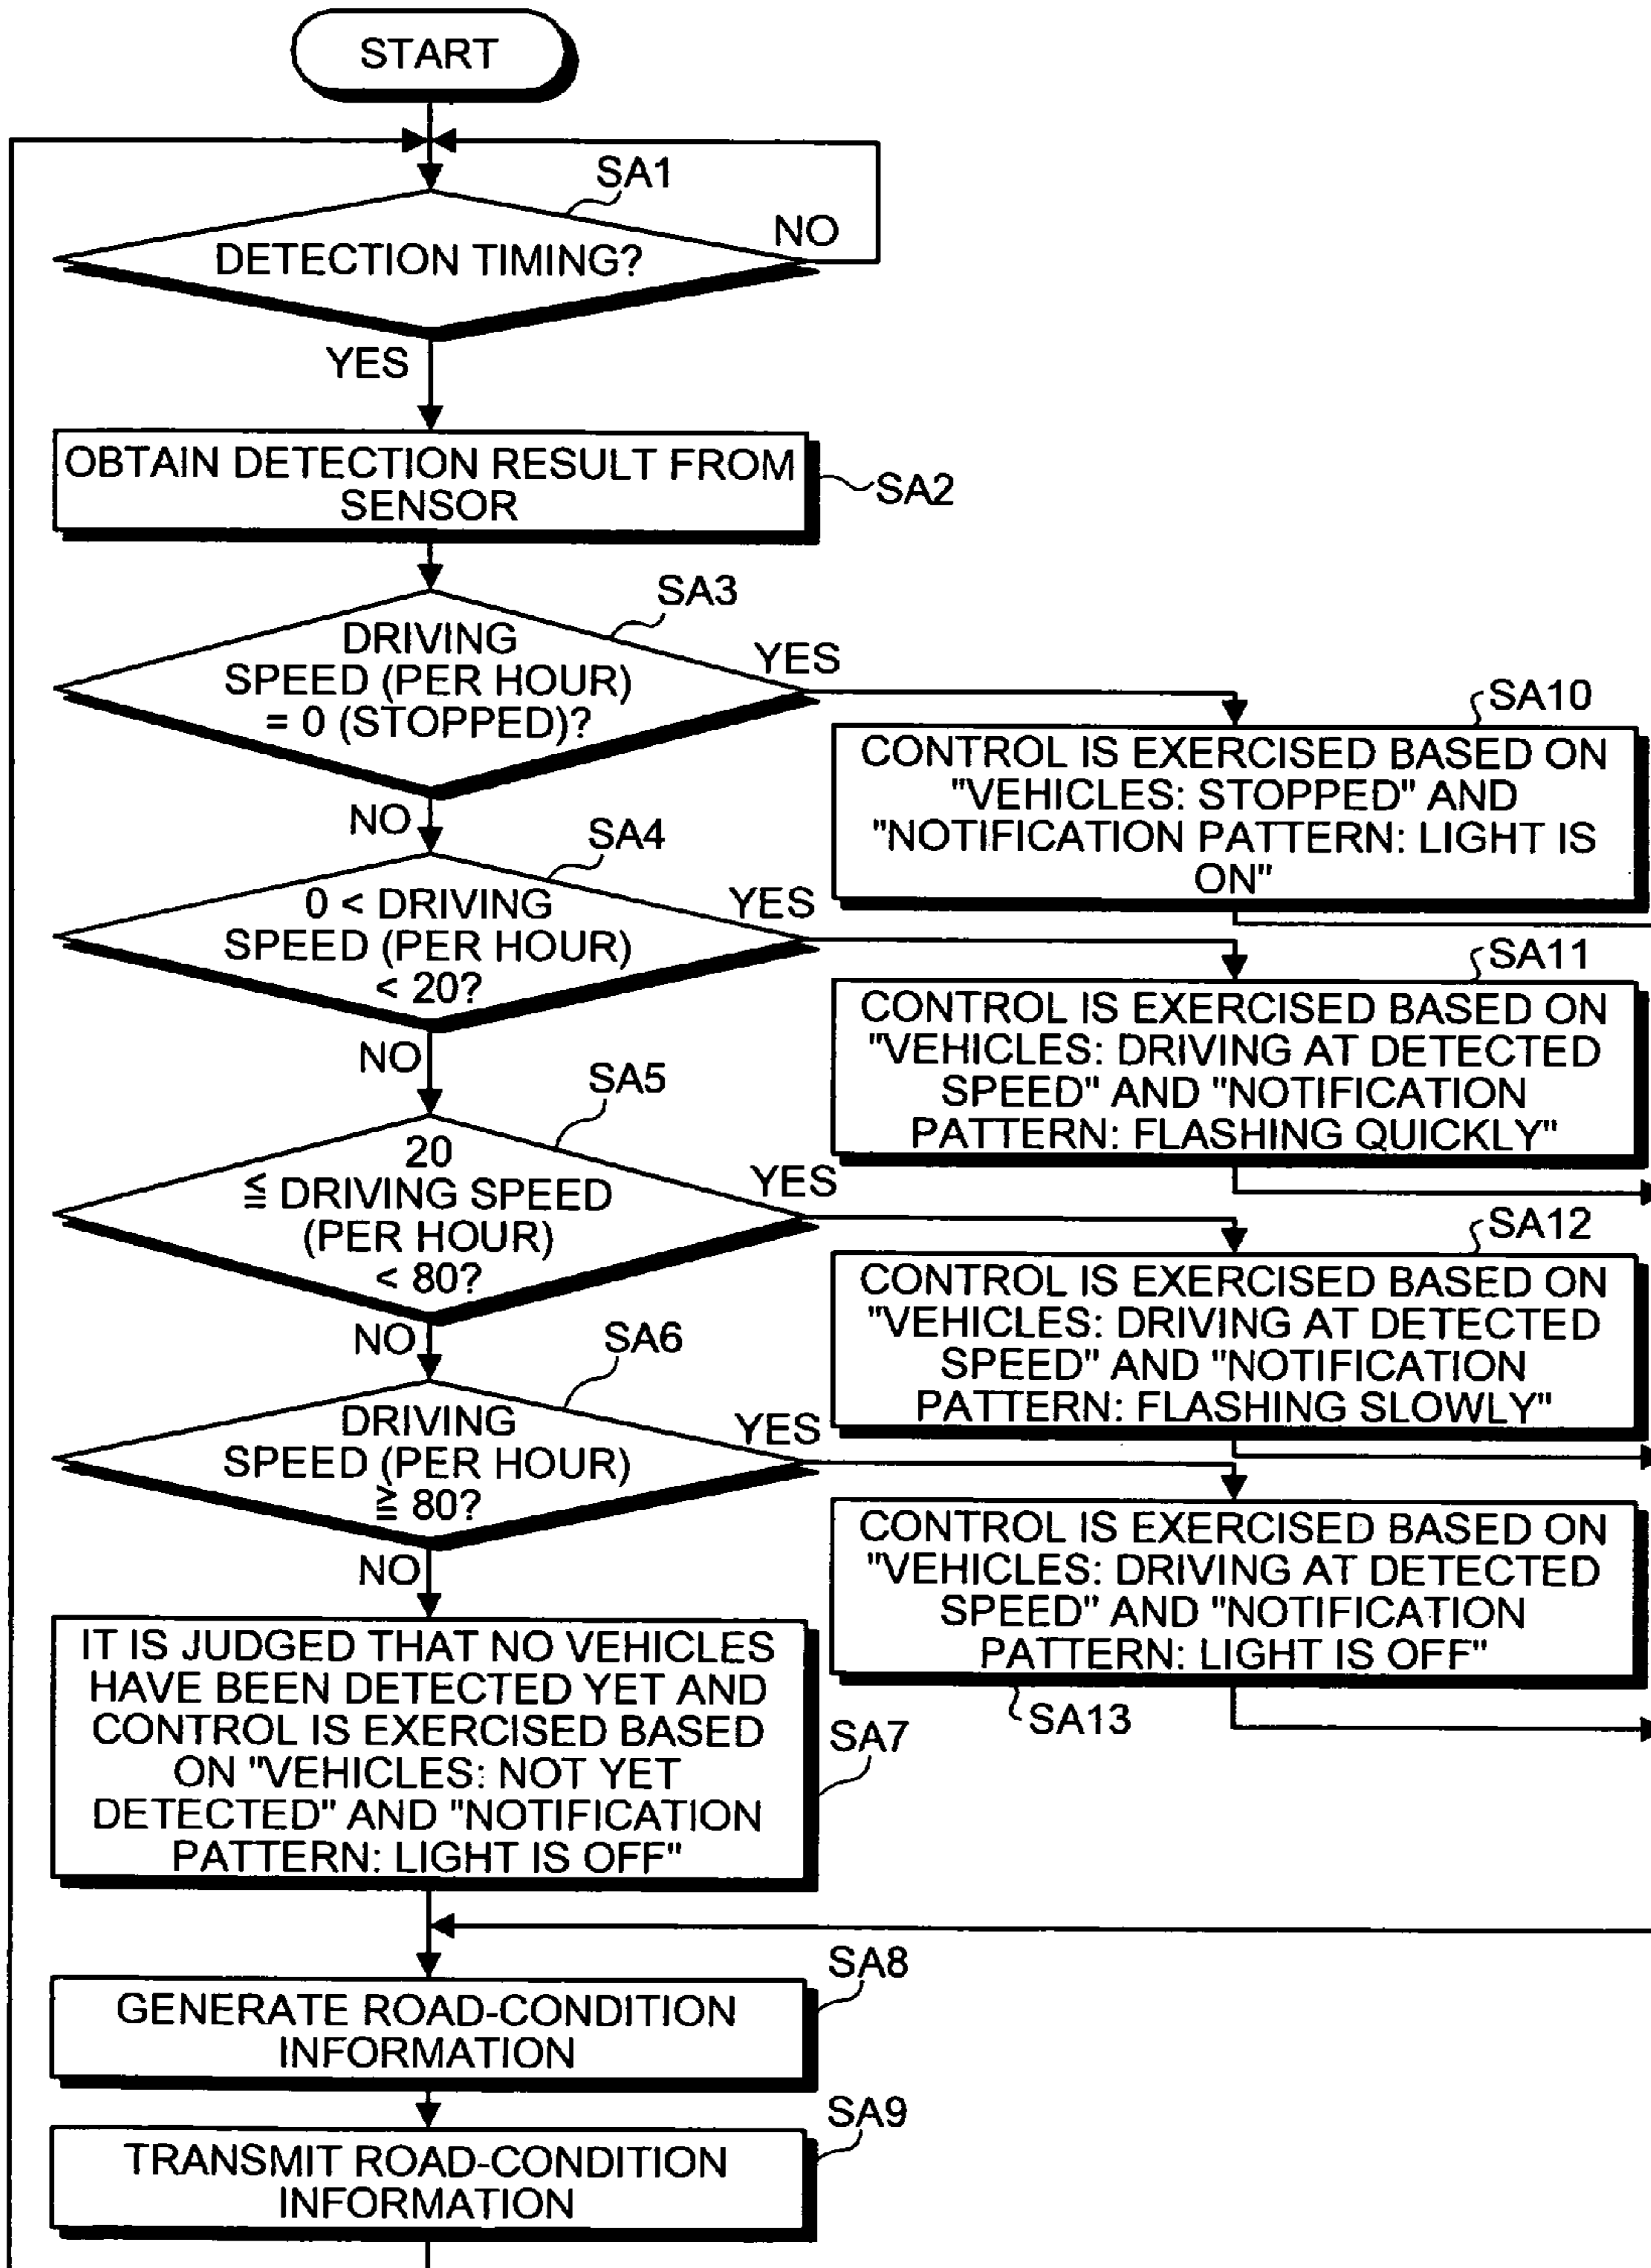 START
SA1
NO
DETECTION TIMING?
YES
OBTAIN DETECTION RESULT FROM
SENSOR
SA2
SA3
DRIVING
SPEED (PER HOUR)
= 0 (STOPPED)?
YES
NO
SA10
CONTROL IS EXERCISED BASED ON
"VEHICLES: STOPPED" AND
"NOTIFICATION PATTERN: LIGHT IS
ON"
SA4
0 < DRIVING
SPEED (PER HOUR)
< 20?
YES
NO
SA11
CONTROL IS EXERCISED BASED ON
"VEHICLES: DRIVING AT DETECTED
SPEED" AND "NOTIFICATION
PATTERN: FLASHING QUICKLY"
SA5
20
≦ DRIVING SPEED
(PER HOUR)
< 80?
YES
NO
SA12
CONTROL IS EXERCISED BASED ON
"VEHICLES: DRIVING AT DETECTED
SPEED" AND "NOTIFICATION
PATTERN: FLASHING SLOWLY"
SA6
DRIVING
SPEED (PER HOUR)
≧ 80?
YES
NO
CONTROL IS EXERCISED BASED ON
"VEHICLES: DRIVING AT DETECTED
SPEED" AND "NOTIFICATION
PATTERN: LIGHT IS OFF"
SA13
IT IS JUDGED THAT NO VEHICLES
HAVE BEEN DETECTED YET AND
CONTROL IS EXERCISED BASED
ON "VEHICLES: NOT YET
DETECTED" AND "NOTIFICATION
PATTERN: LIGHT IS OFF"
SA7
SA8
GENERATE ROAD-CONDITION
INFORMATION
SA9
TRANSMIT ROAD-CONDITION
INFORMATION